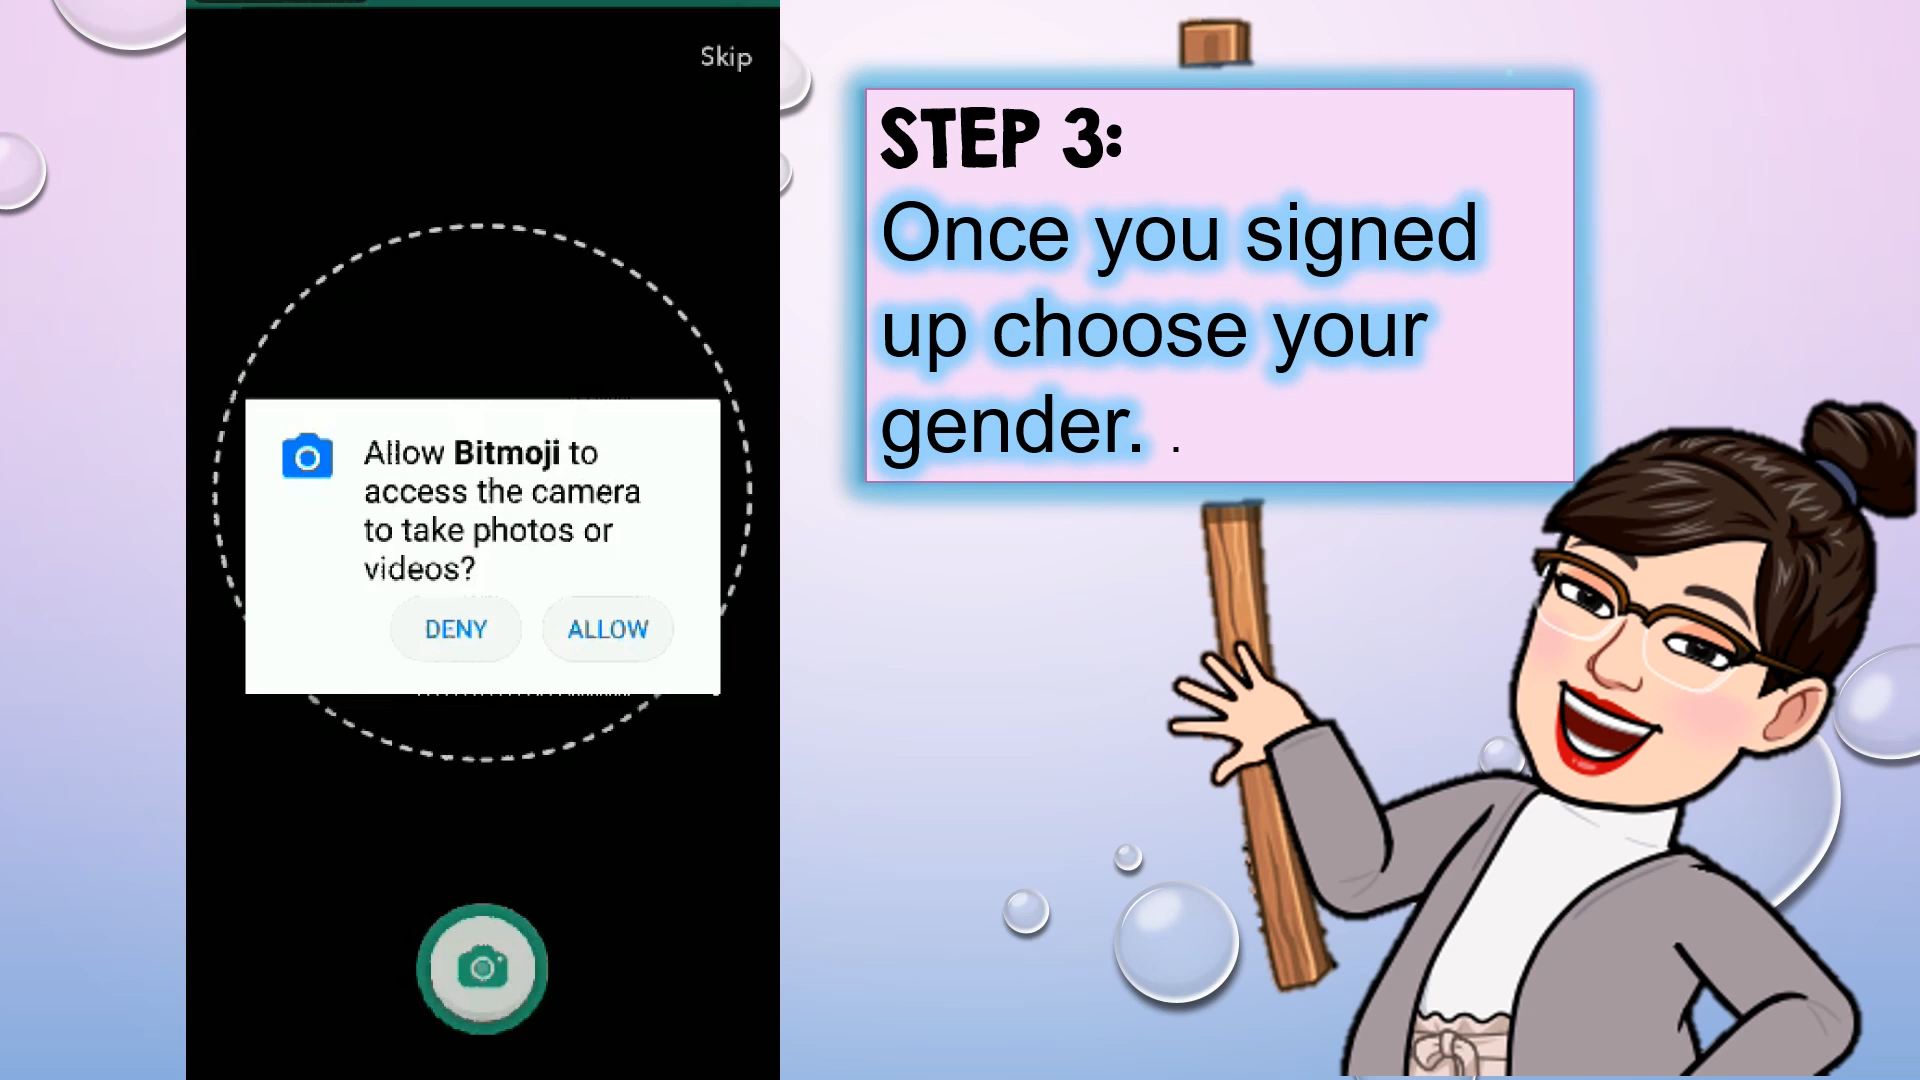 Skip
Allow Bitmoji to
access the camera
to take photos or
videos?
DENY ALLOW
STEP 3:
Once you signed
up choose your
gender. .